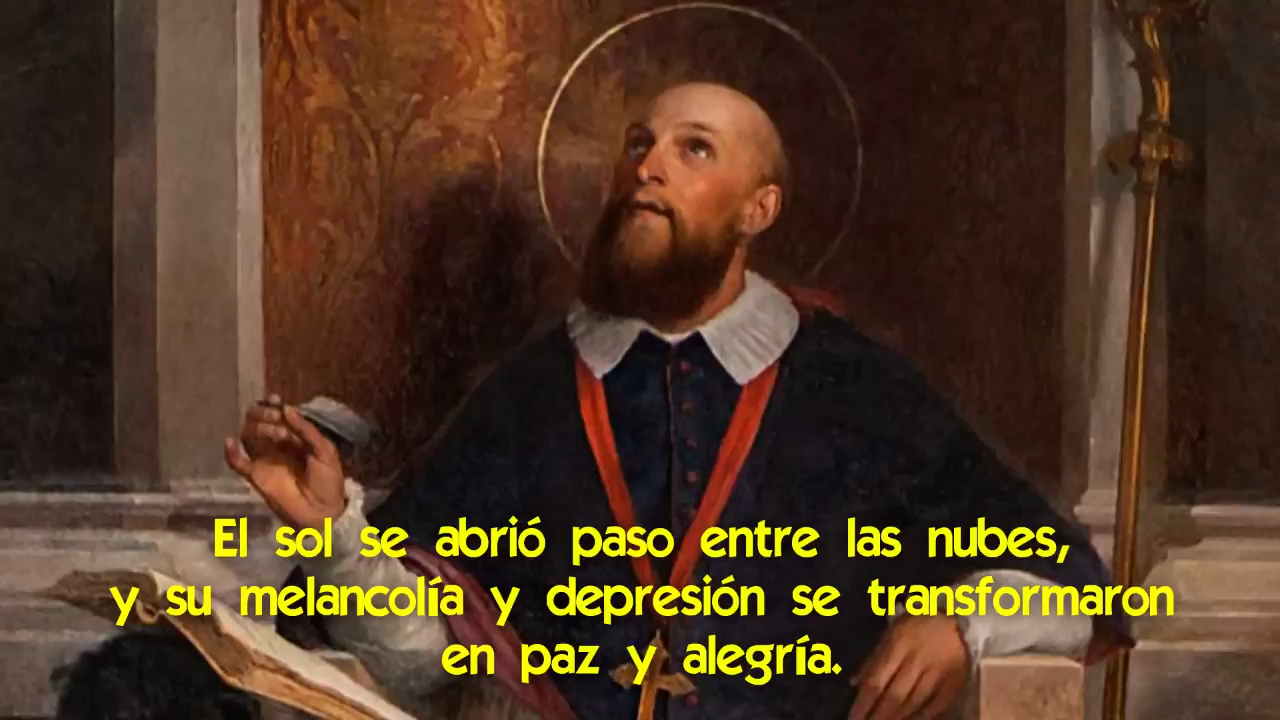 El sol se abrió paso entre las nubes,
y su melancolía y depresión se transformaron
en paz y alegría.